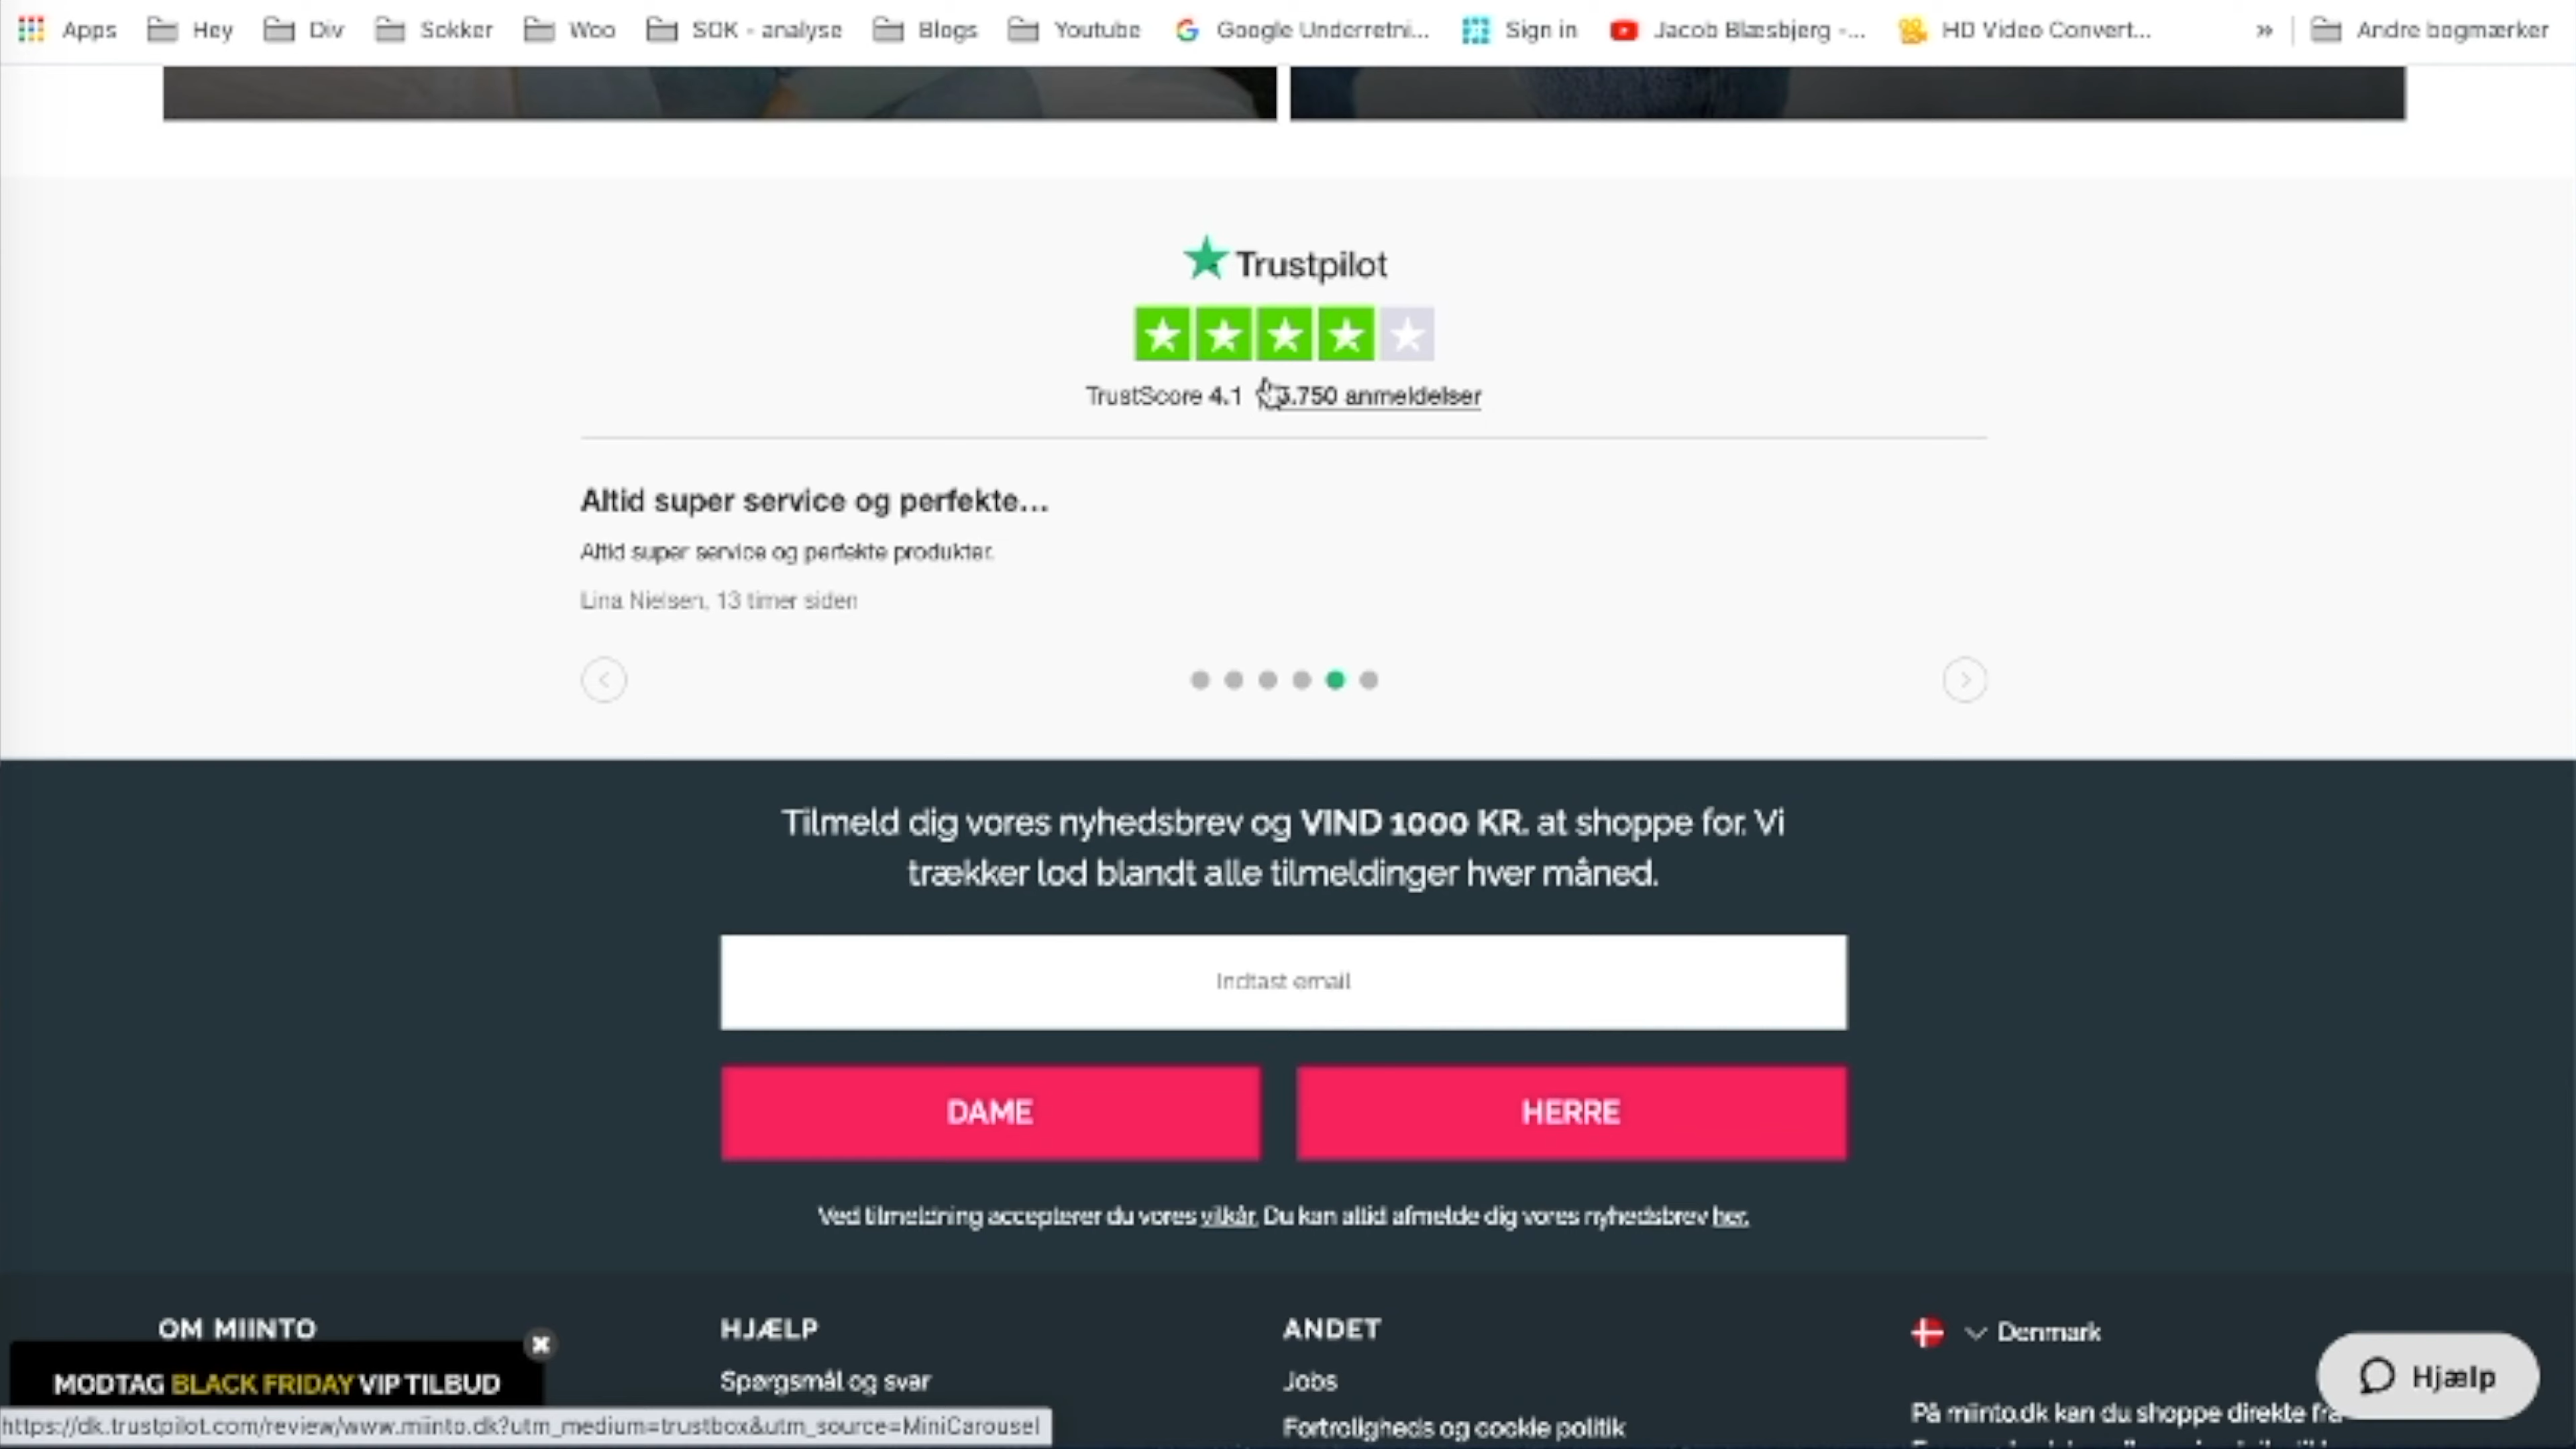 Apps Hey Div Sokker Woo SOK - analyse Blogs Youtube Google Underretni... Sign in Jacob Blæsbjerg -... HD Video Convert... » Andre bogmærker
Trustpilot
TrustScore 4.1 anmeldelser
Altid super service og perfekte...
Altid super service og perfekte produkter.
Lina Nielsen, 13 timer siden
Tilmeld dig vores nyhedsbrev og VIND 1000 KR. at shoppe for. Vi
trækker lod blandt alle tilmeldinger hver måned.
Indtast email
DAME
HERRE
Ved tilmeldning accepterer du vores vilkår. Du kan altid afmelde dig vores nyhedsbrev her.
OM MIINTO
HJÆLP
ANDET
Denmark
MODTAG BLACK FRIDAY VIP TILBUD
Spørgsmål og svar
Jobs
Hjælp
På miinto.dk kan du shoppe direkte fra
https://dk.trustpilot.com/review/www.miinto.dk?utm_medium=trustbox&utm_source=MiniCarousel
Fortroligheds og cookie politik